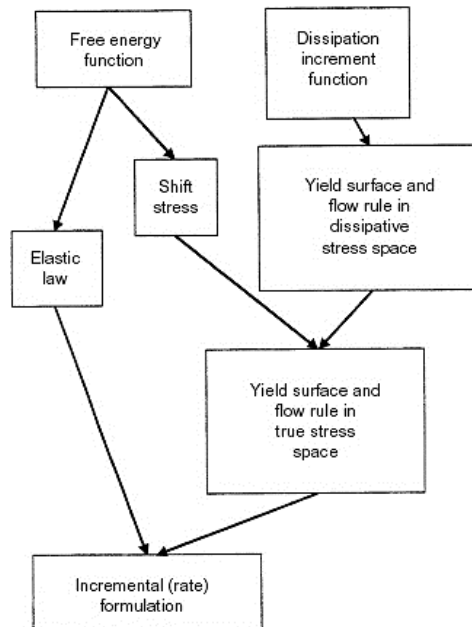 Free energy
function
Dissipation
increment
function
Shift
stress
Yield surface and
flow rule in
dissipative
stress space
Elastic
law
Yield surface and
flow rule in
true stress
space
Incremental (rate)
formulation